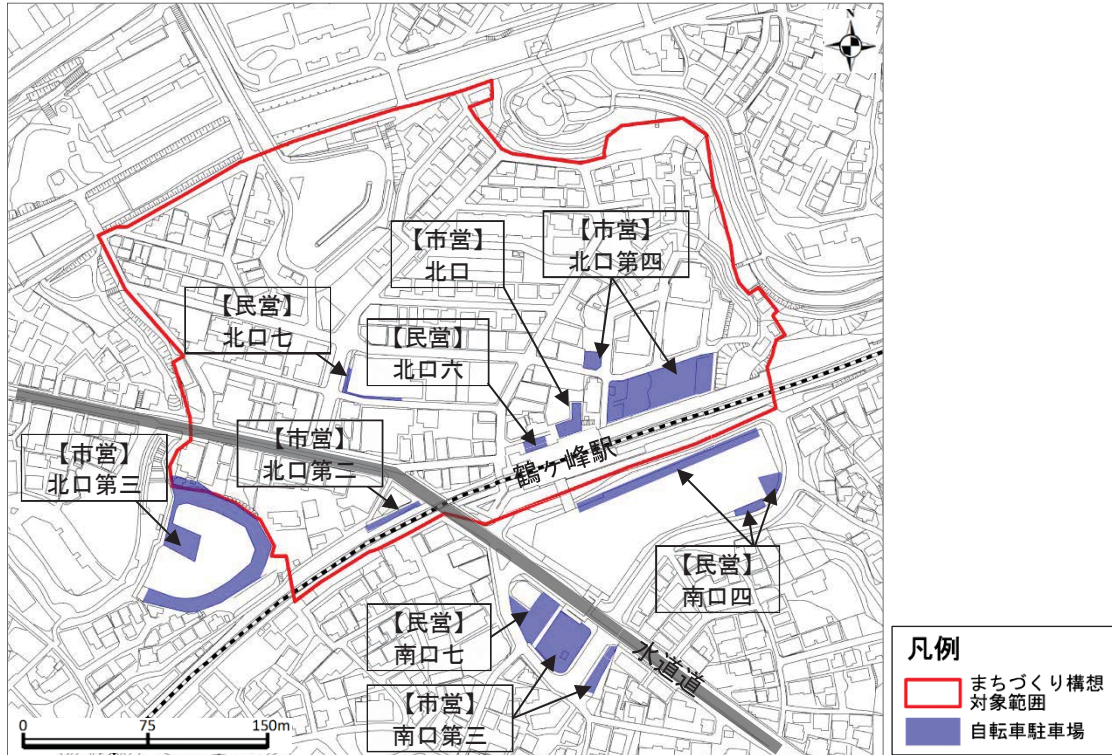 N
【市営】
北口
【市営】
北口第四
【民営】
北口七
【民営】
北口六
【市営】
北口第二
【市営】
北口第三
鶴ヶ峰駅
【民営】
南口四
【民営】
南口七
【市営】
南口第三
水道道
0 75 150m
凡例
まちづくり構想
対象範囲
自転車駐車場